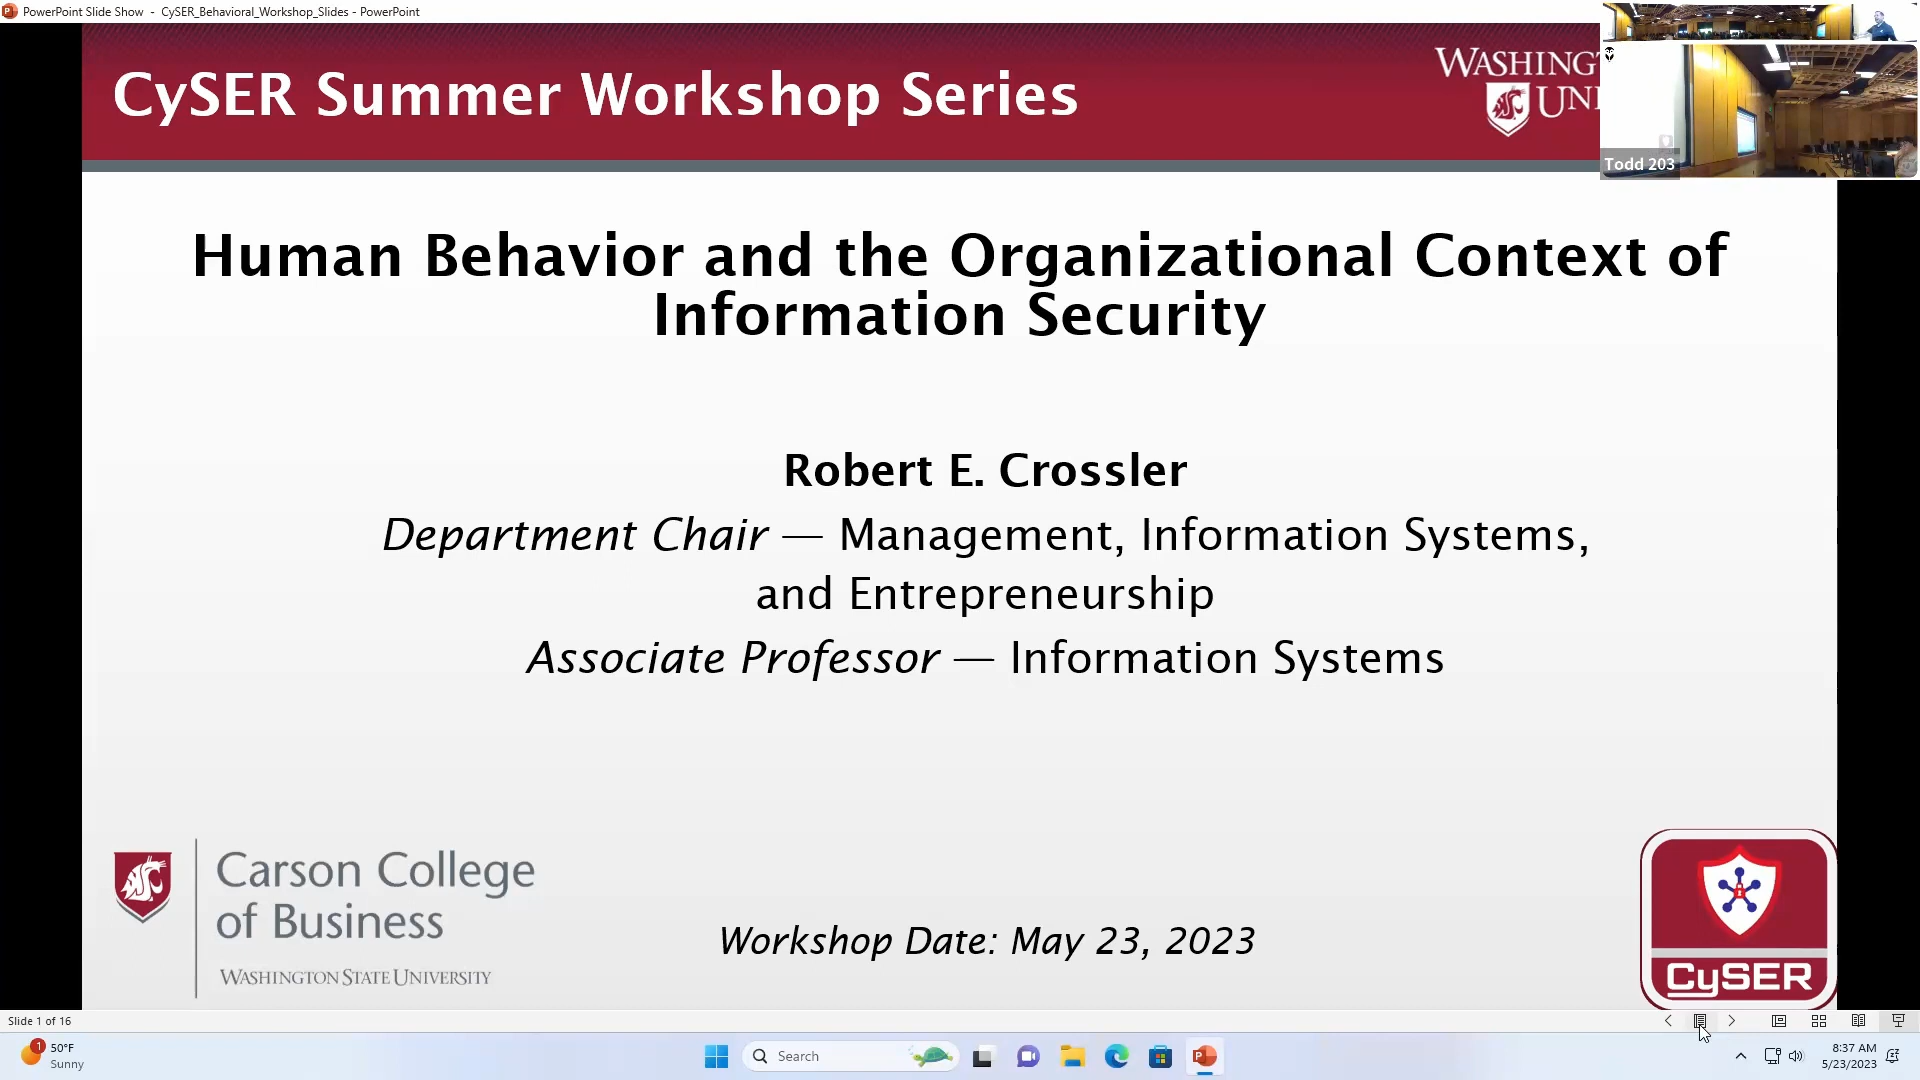 PowerPoint Slide Show - CySER_Behavioral_Workshop_Slides - PowerPoint
CySER Summer Workshop Series
WASHING
UNI
Todd 203
Human Behavior and the Organizational Context of
Information Security
Robert E. Crossler
Department Chair — Management, Information Systems,
and Entrepreneurship
Associate Professor — Information Systems
Carson College
of Business
WASHINGTON STATE UNIVERSITY
Workshop Date: May 23, 2023
CySER
Slide 1 of 16
1
50°F
Sunny
Search
8:37 AM
5/23/2023